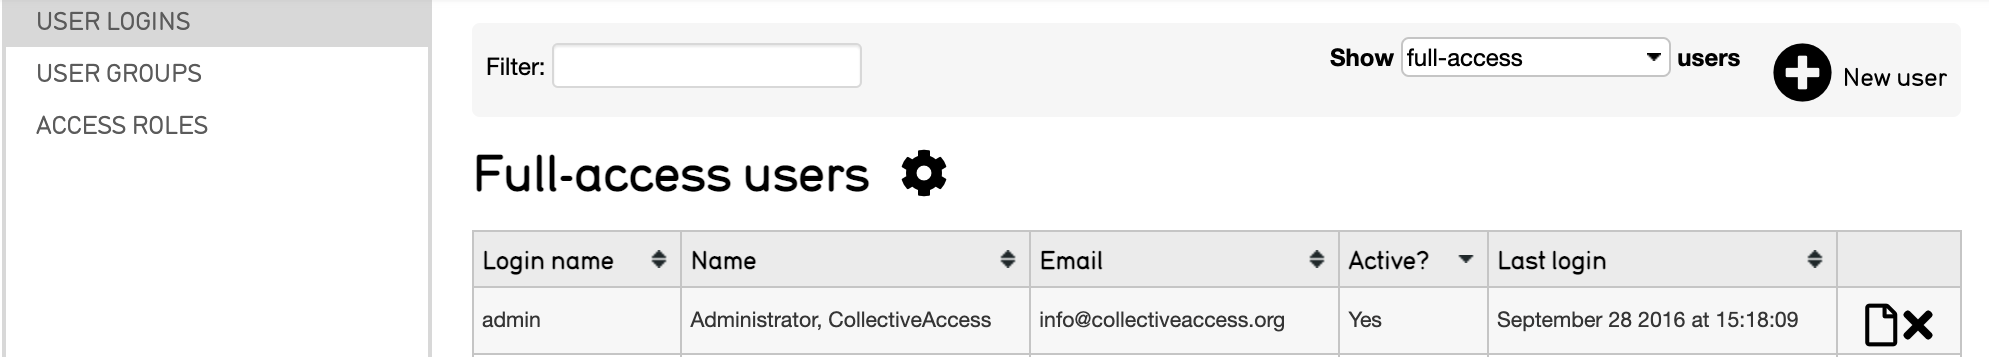 USER LOGINS
USER GROUPS
ACCESS ROLES
Filter:
Show full-access users
New user
Full-access users
Login name Name Email Active? Last login
admin Administrator, CollectiveAccess info@collectiveaccess.org Yes September 28 2016 at 15:18:09